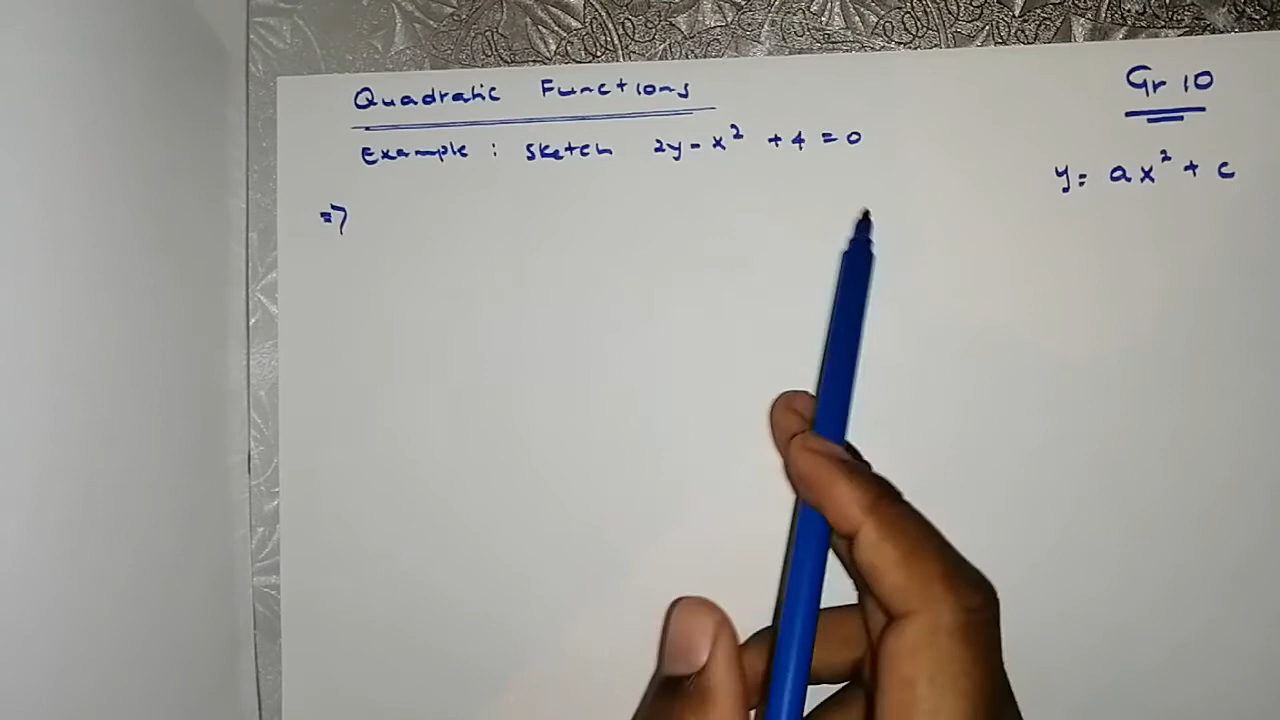 Quadratic Functions
Gr 10
Example : Sketch 2y - x² + 4 = 0
y = ax² + c
=>